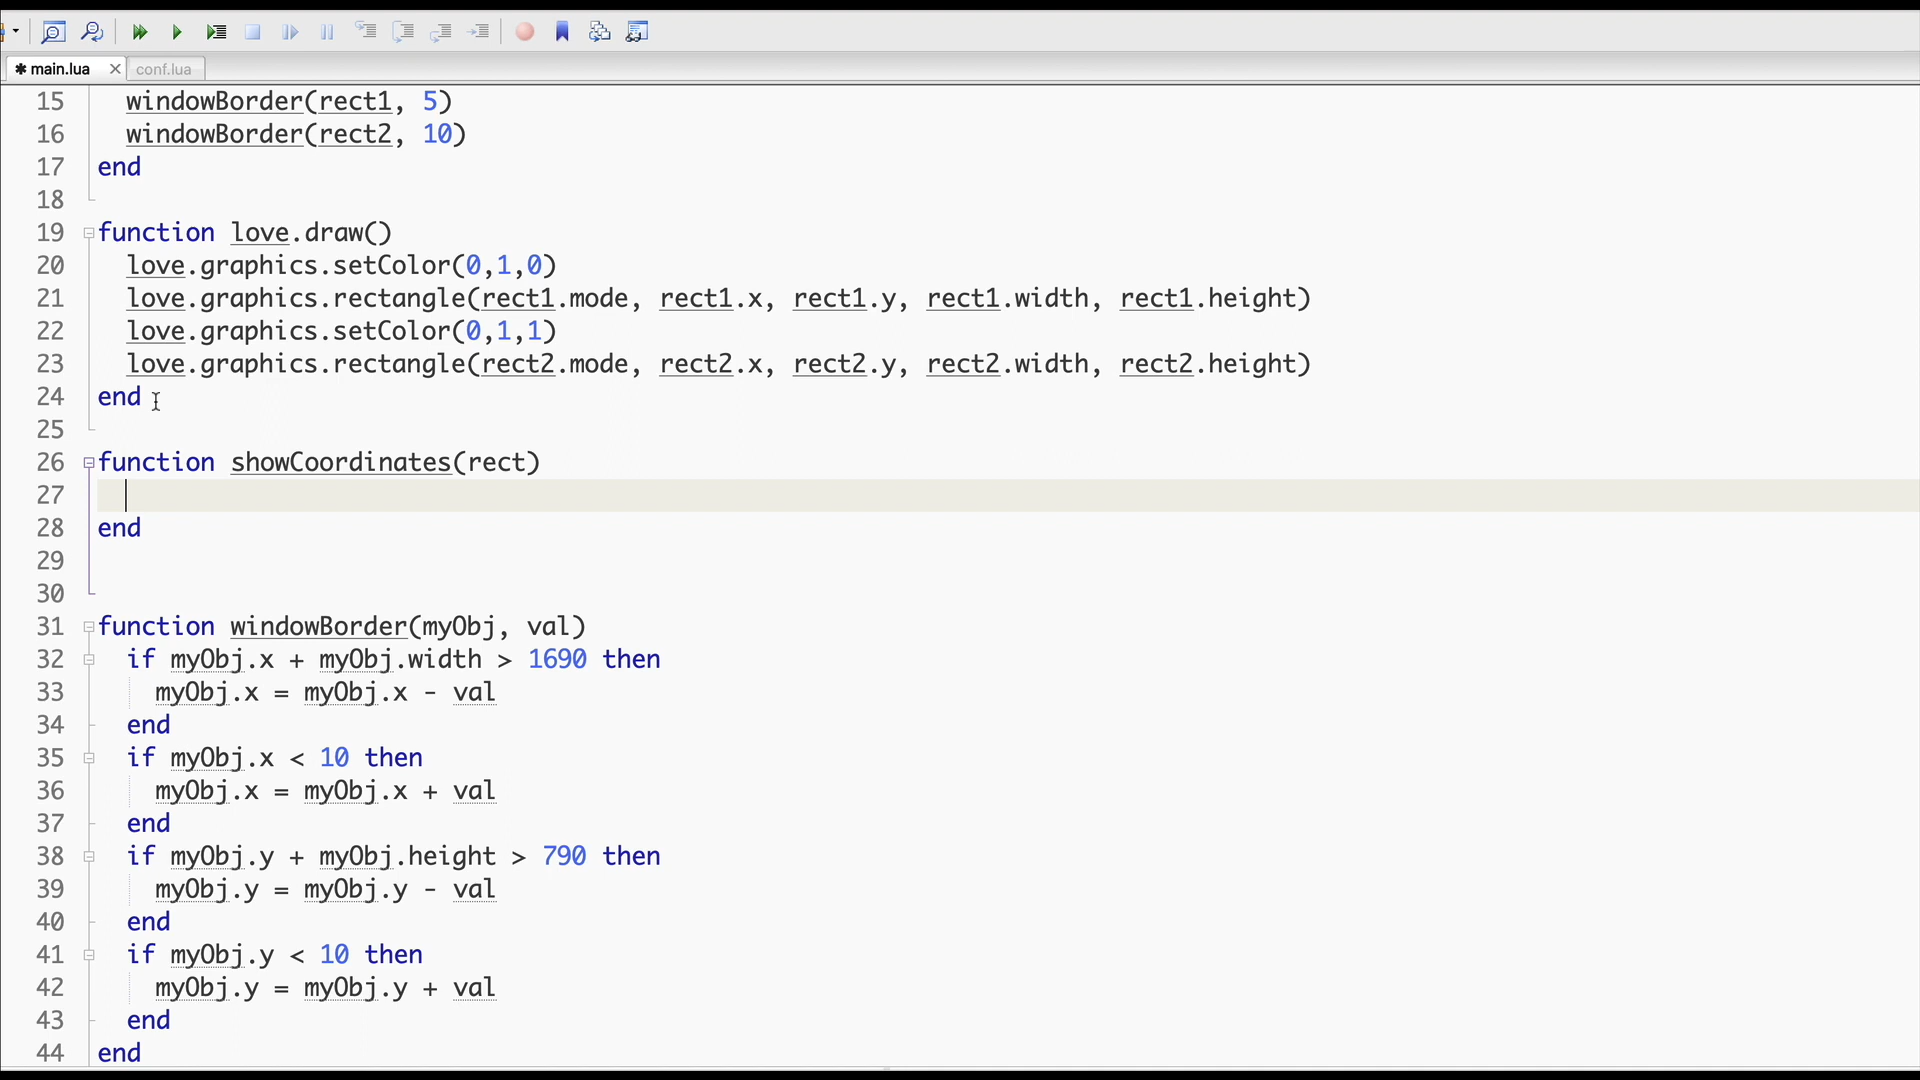 main.lua
conf.lua
15 windowBorder(rect1, 5)
16 windowBorder(rect2, 10)
17 end
18
19 function love.draw()
20 love.graphics.setColor(0,1,0)
21 love.graphics.rectangle(rect1.mode, rect1.x, rect1.y, rect1.width, rect1.height)
22 love.graphics.setColor(0,1,1)
23 love.graphics.rectangle(rect2.mode, rect2.x, rect2.y, rect2.width, rect2.height)
24 end
25
26 function showCoordinates(rect)
27
28 end
29
30
31 function windowBorder(myObj, val)
32 if myObj.x + myObj.width > 1690 then
33 myObj.x = myObj.x - val
34 end
35 if myObj.x < 10 then
36 myObj.x = myObj.x + val
37 end
38 if myObj.y + myObj.height > 790 then
39 myObj.y = myObj.y - val
40 end
41 if myObj.y < 10 then
42 myObj.y = myObj.y + val
43 end
44 end